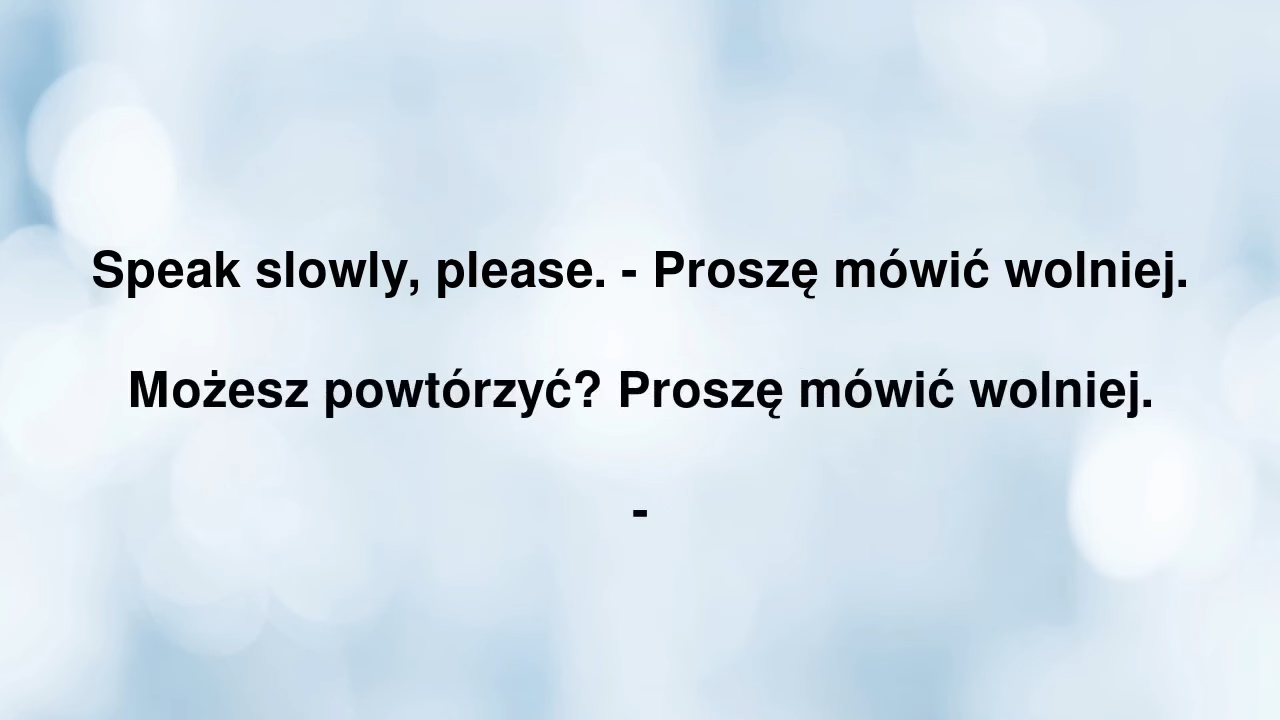 Speak slowly, please. - Proszę mówić wolniej.
Możesz powtórzyć? Proszę mówić wolniej.
-